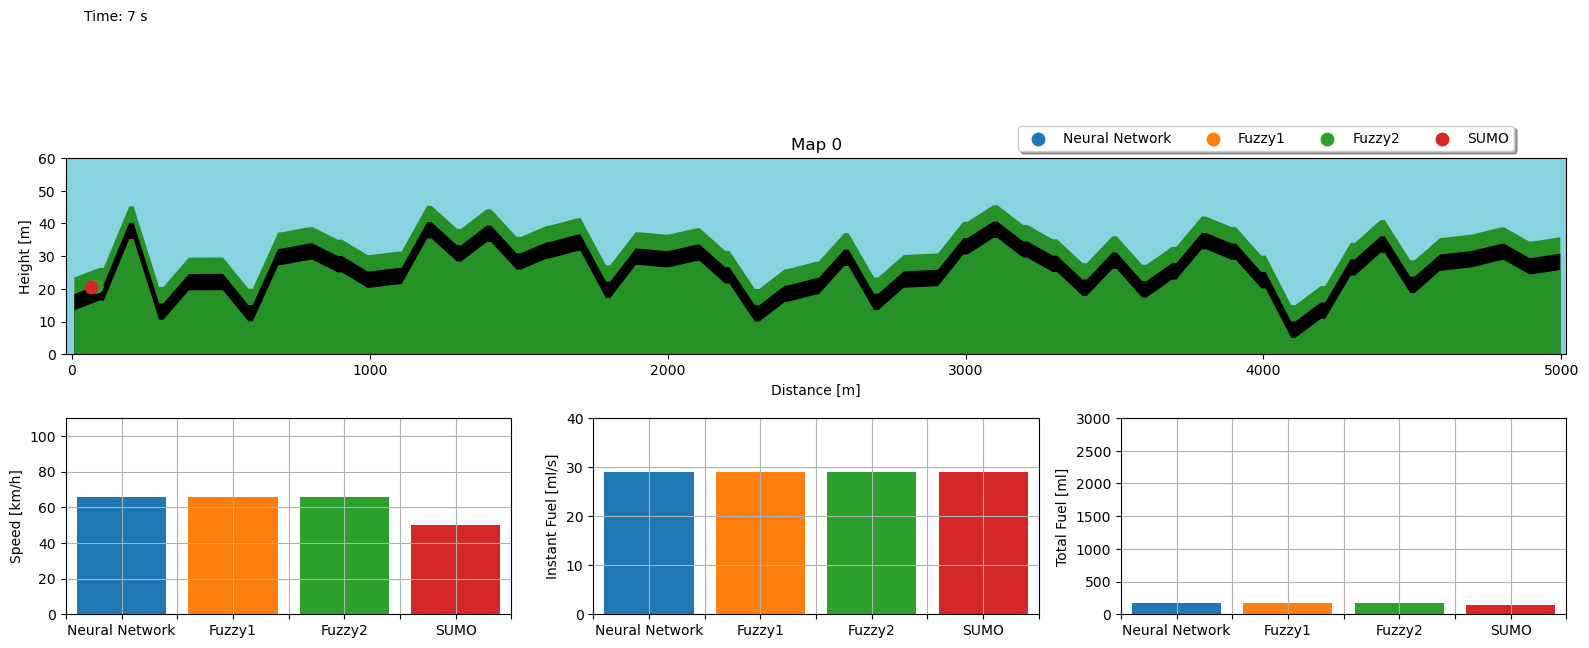 Time: 7 s
Neural Network Fuzzy1 Fuzzy2 SUMO
Map 0
60
50
40
30
20
10
0
Height [m]
0 1000 2000 3000 4000 5000
Distance [m]
100
80
60
40
20
0
Speed [km/h]
Neural Network Fuzzy1 Fuzzy2 SUMO
40
30
20
10
0
Instant Fuel [ml/s]
Neural Network Fuzzy1 Fuzzy2 SUMO
3000
2500
2000
1500
1000
500
0
Total Fuel [ml]
Neural Network Fuzzy1 Fuzzy2 SUMO